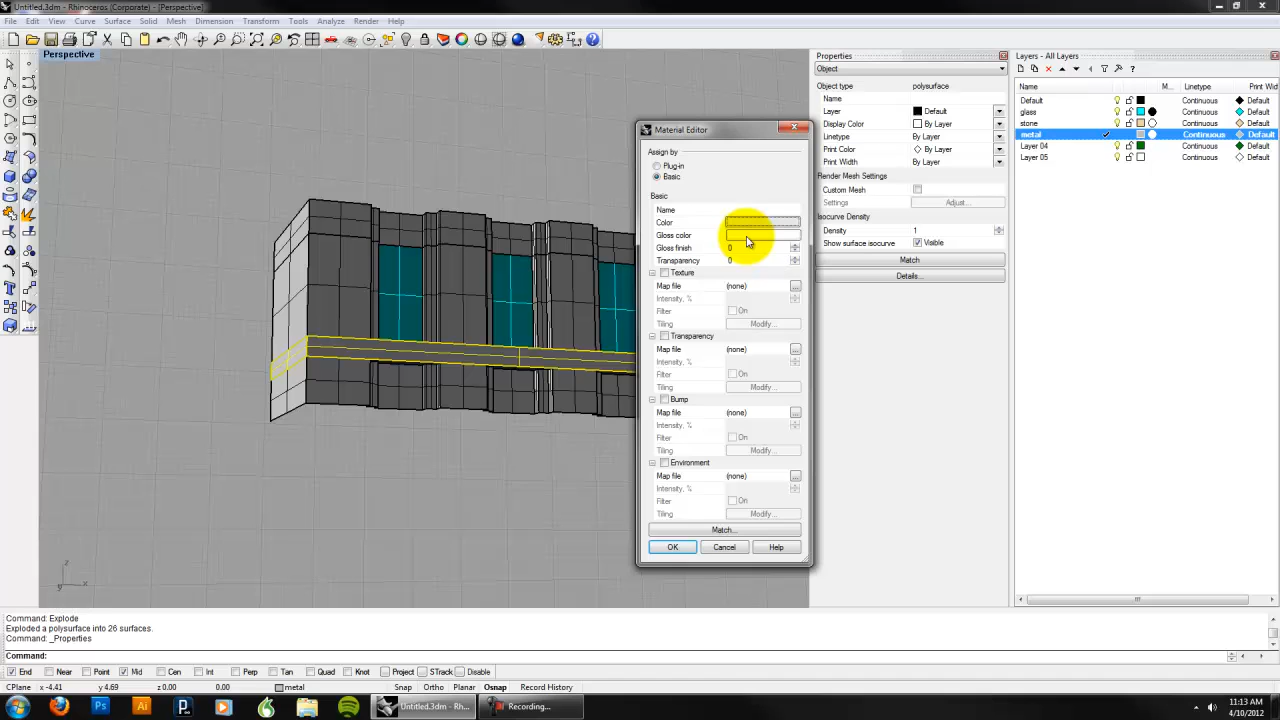 Untitled.3dm - Rhinoceros (Corporate) - [Perspective]
File Edit View Curve Surface Solid Mesh Dimension Transform Tools Analyze Render Help
Perspective
Properties
Object
Object type polysurface
Name
Layer Default
Display Color By Layer
Linetype By Layer
Print Color By Layer
Print Width By Layer
Render Mesh Settings
Custom Mesh
Settings Adjust...
Isocurve Density
Density 1
Show surface isocurve Visible
Match
Details...
Layers - All Layers
Name M... Linetype Print Wid
Default Continuous Default
glass Continuous Default
stone Continuous Default
metal Continuous Default
Layer 04 Continuous Default
Layer 05 Continuous Default
Material Editor
Assign by
Plug-in
Basic
Basic
Name
Color
Gloss color
Gloss finish 0
Transparency 0
Texture
Map file (none) ...
Intensity, %
Filter On
Tiling Modify...
Transparency
Map file (none) ...
Intensity, %
Filter On
Tiling Modify...
Bump
Map file (none) ...
Intensity, %
Filter On
Tiling Modify...
Environment
Map file (none) ...
Intensity, %
Filter On
Tiling Modify...
Match...
OK Cancel Help
z
y x
Command: Explode
Exploded a polysurface into 26 surfaces.
Command: _Properties
Command:
End Near Point Mid Cen Int Perp Tan Quad Knot Project STrack Disable
CPlane x -4.41 y 4.69 z 0.00 0.00 metal Snap Ortho Planar Osnap Record History
Untitled.3dm - Rh... Recording...
11:13 AM
4/10/2012